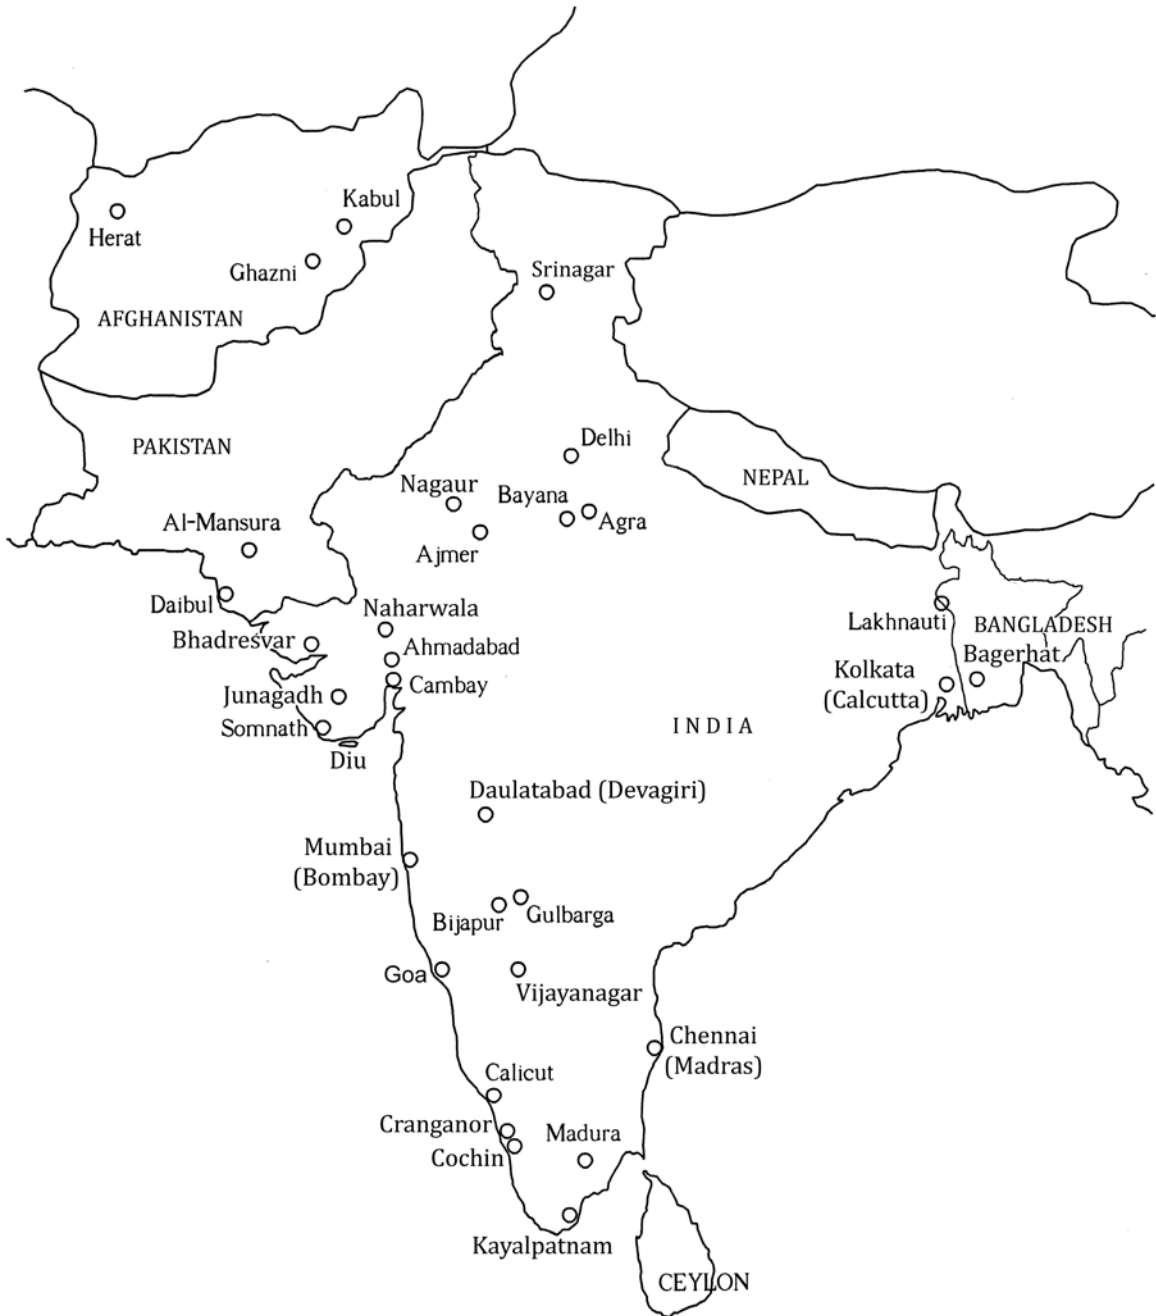 Kabul
Herat
Ghazni
Srinagar
AFGHANISTAN
Delhi
PAKISTAN
NEPAL
Nagaur
Bayana
Agra
Al-Mansura
Ajmer
Daibul
Naharwala
Lakhnauti
BANGLADESH
Bhadresvar
Ahmadabad
Bagerhat
Kolkata
(Calcutta)
Cambay
Junagadh
Somnath
INDIA
Diu
Daulatabad (Devagiri)
Mumbai
(Bombay)
Gulbarga
Bijapur
Goa
Vijayanagar
Chennai
(Madras)
Calicut
Cranganor
Madura
Cochin
Kayalpatnam
CEYLON